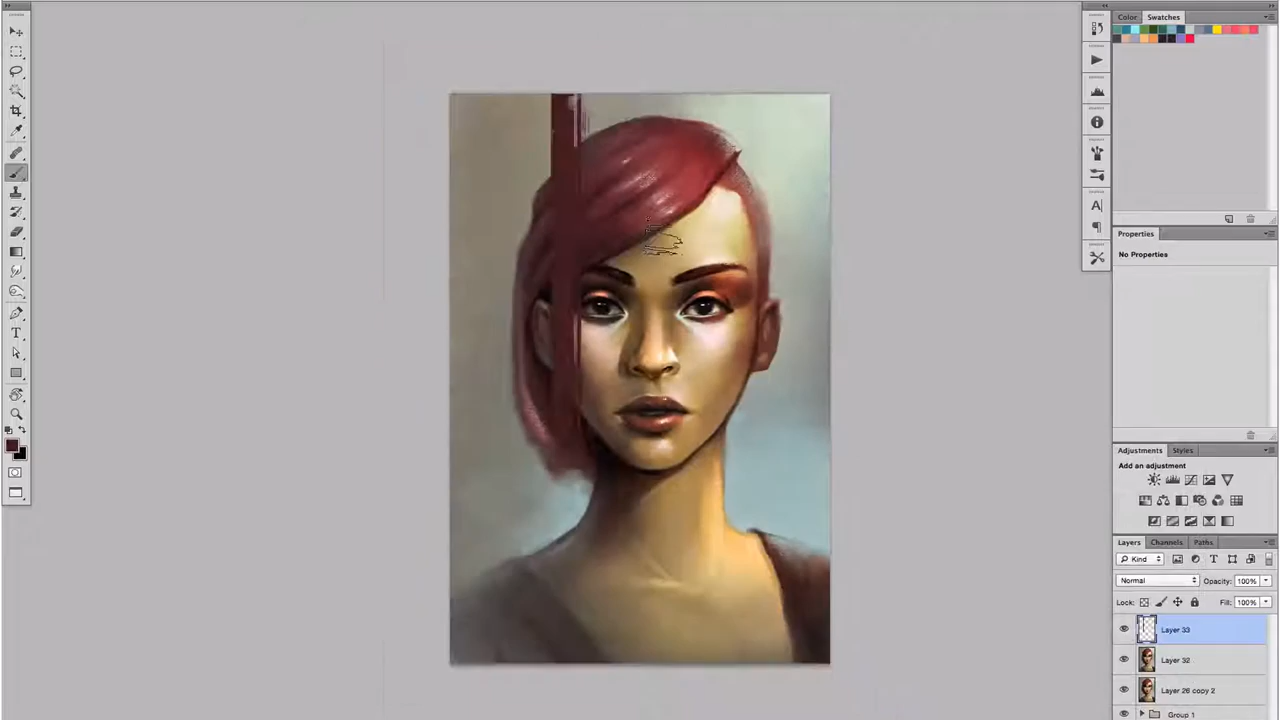 Color Swatches
Properties
No Properties
Adjustments Styles
Add an adjustment
Layers Channels Paths
Kind
Normal Opacity: 100%
Lock: Fill: 100%
Layer 33
Layer 32
Layer 26 copy 2
Group 1
A
T